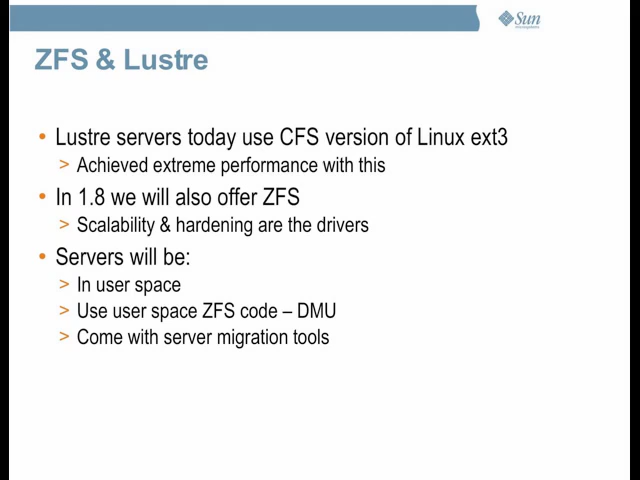 Sun
ZFS & Lustre
• Lustre servers today use CFS version of Linux ext3
> Achieved extreme performance with this
• In 1.8 we will also offer ZFS
> Scalability & hardening are the drivers
• Servers will be:
> In user space
> Use user space ZFS code – DMU
> Come with server migration tools